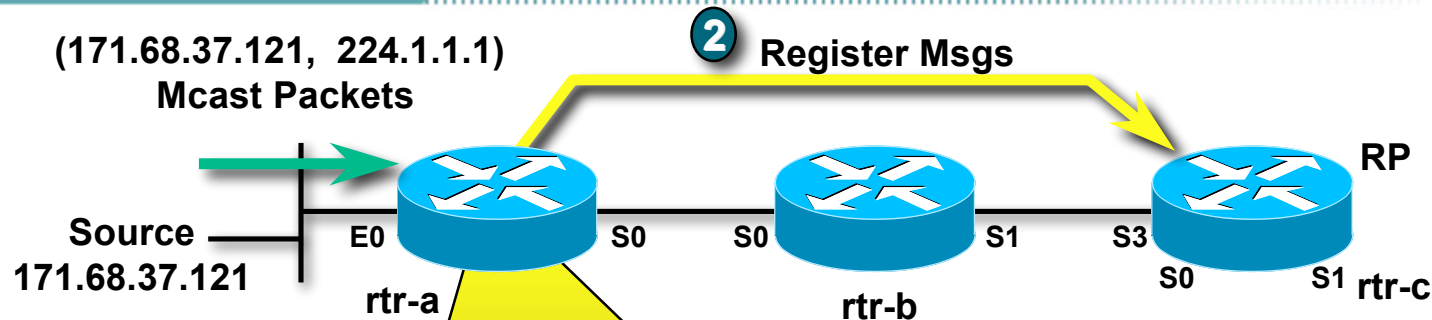 (171.68.37.121, 224.1.1.1)
Mcast Packets
2
Register Msgs
RP
Source
171.68.37.121
E0
S0
S0
S1
S3
S0
S1
rtr-a
rtr-b
rtr-c